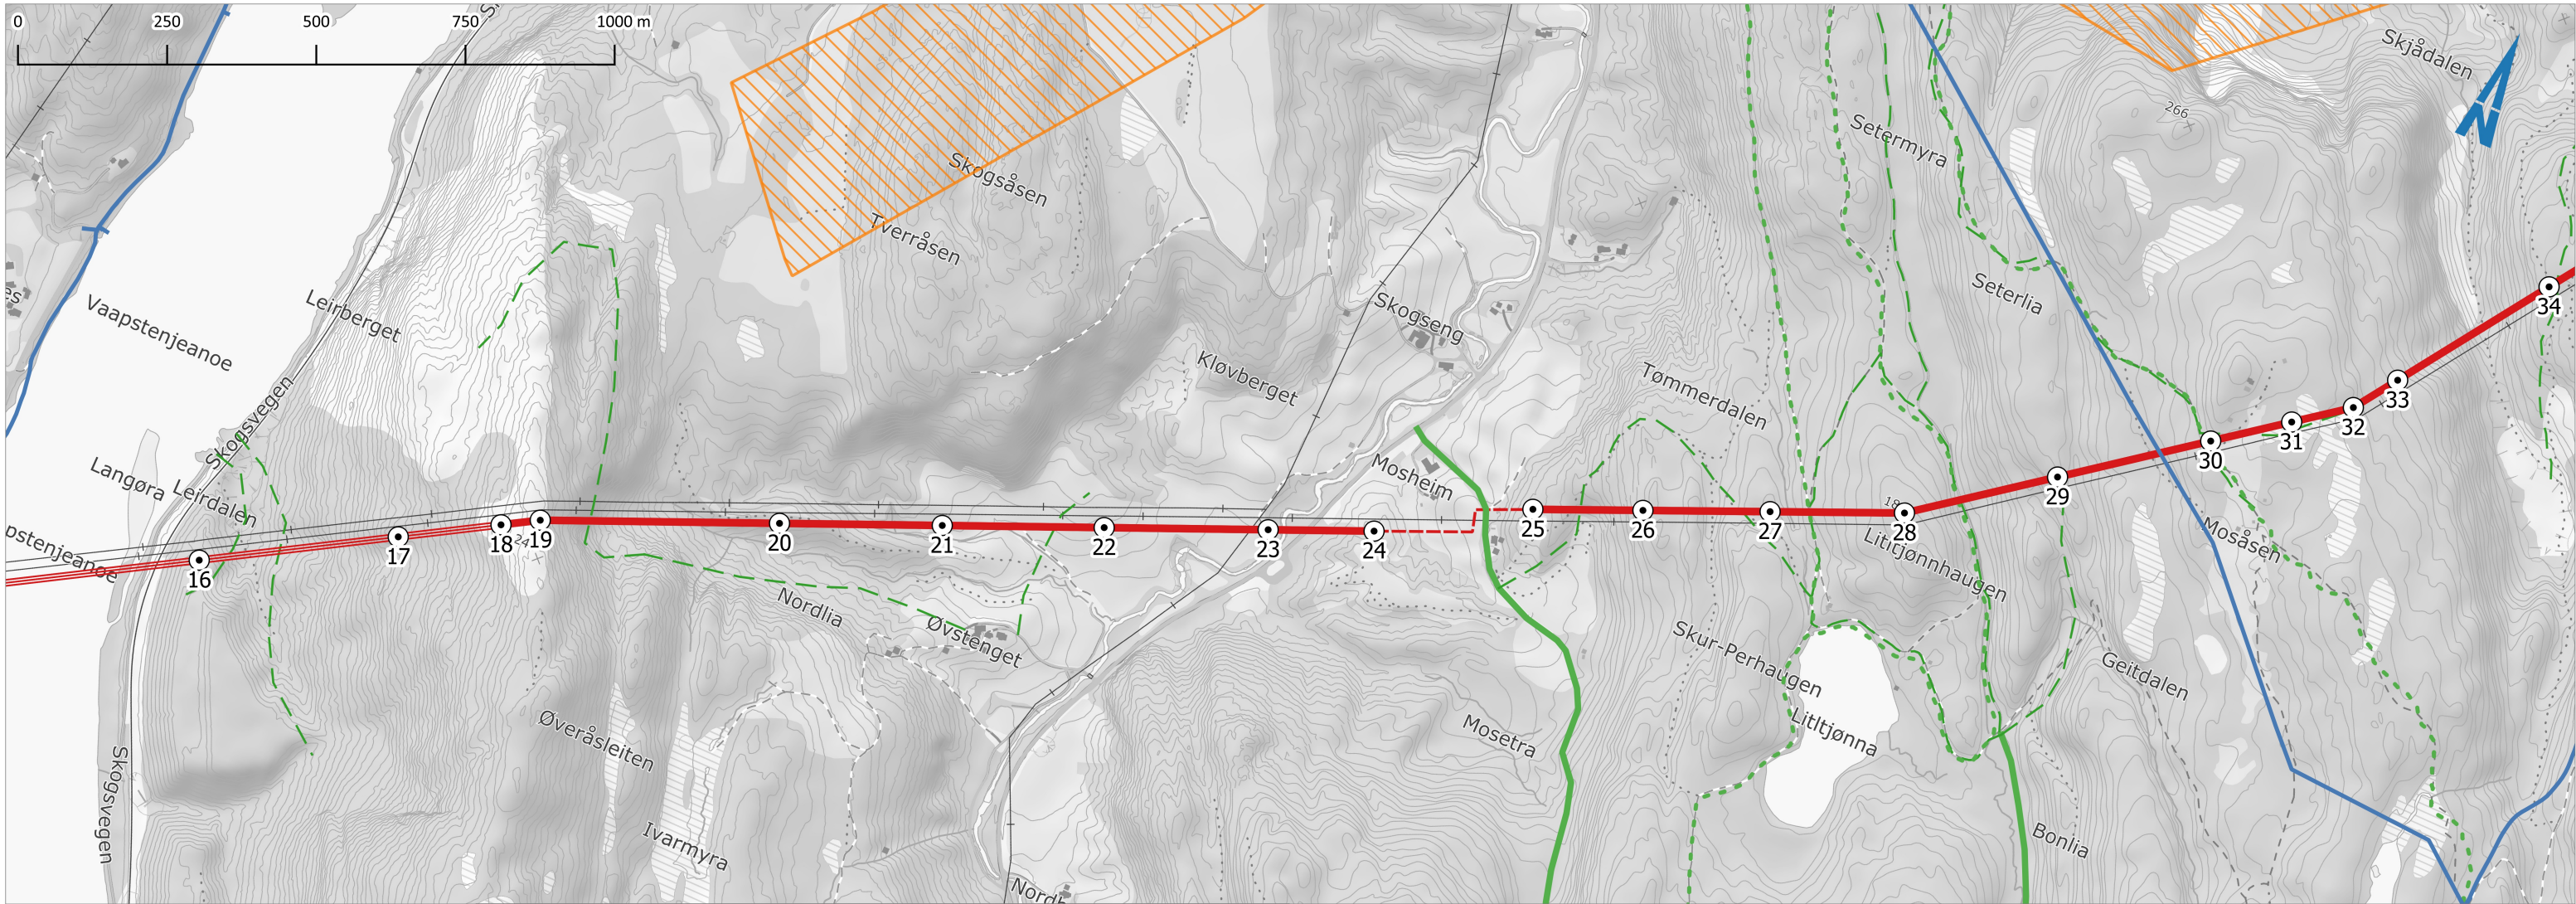 0 250 500 750 1000 m
Skjådalen
266
Setermyra
Skogsåsen
Tverråsen
Seterlia
Vaapstenjeanoe
Leirberget
Skogseng
34
Kløvberget
Tømmerdalen
33
Skogsvegen
32
31
30
Langøra
Leirdalen
Mosheim
29
16
17
18
19
20
21
22
23
24
25
26
27
28
Litltjønnhaugen
Mosåsen
Nordlia
Øvstenget
Skur-Perhaugen
Geitdalen
Øveråsleiten
Mosetra
Litltjønna
Skogsvegen
Ivarmyra
Bonlia